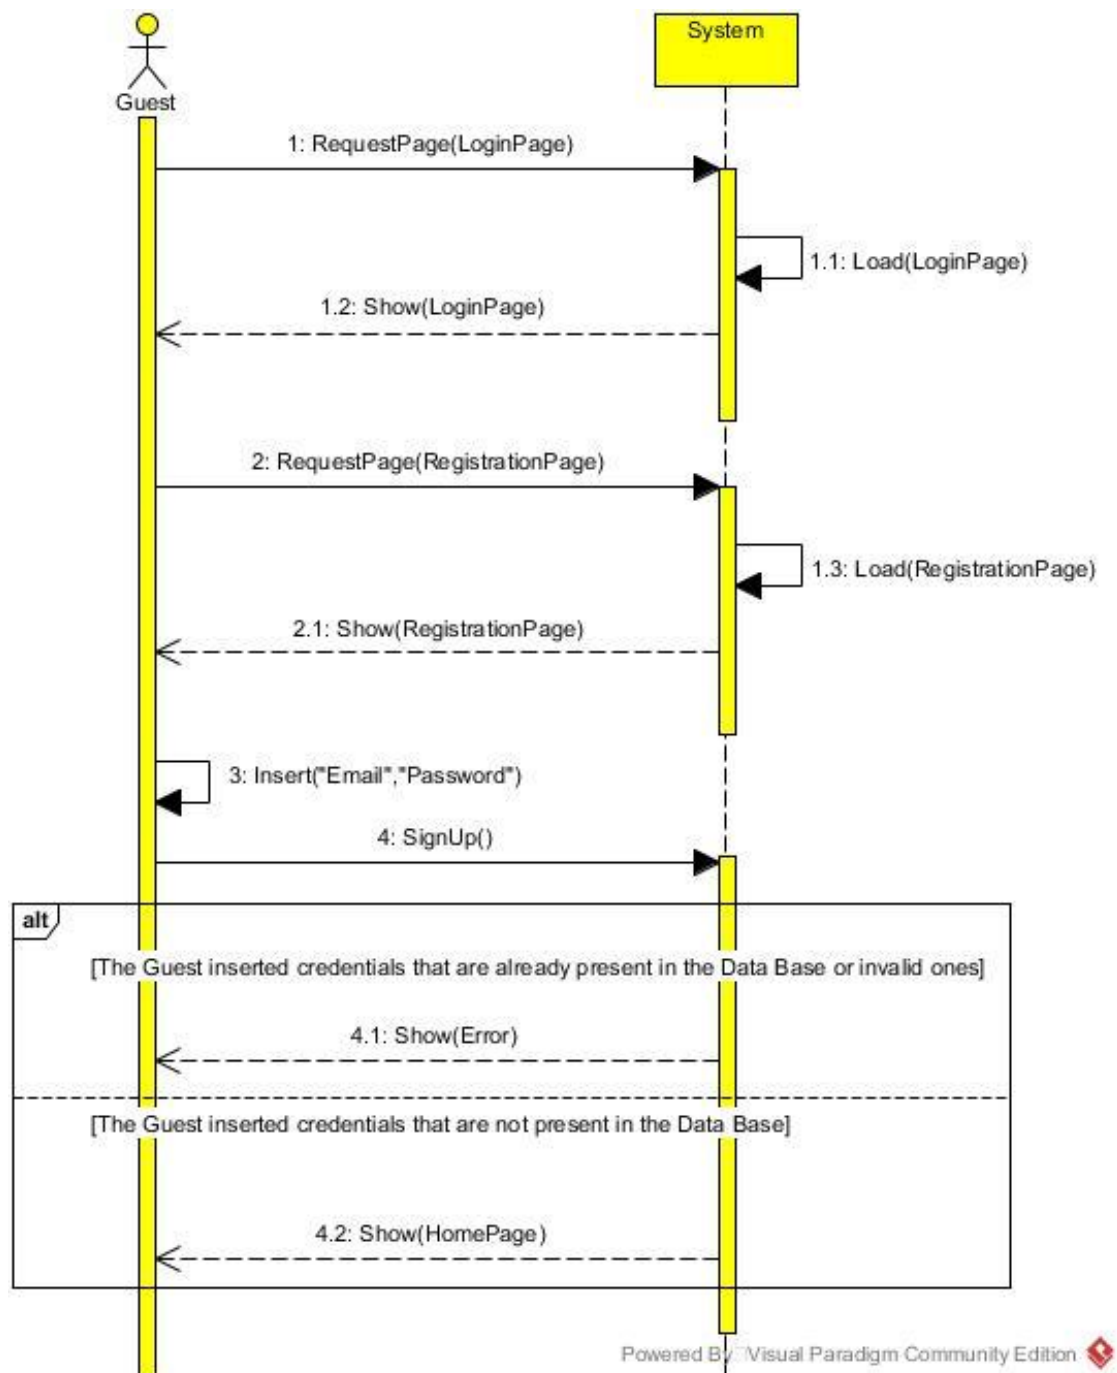 System
Guest
1: RequestPage(LoginPage)
1.1: Load(LoginPage)
1.2: Show(LoginPage)
2: RequestPage(RegistrationPage)
1.3: Load(RegistrationPage)
2.1: Show(RegistrationPage)
3: Insert("Email","Password")
4: SignUp()
alt
[The Guest inserted credentials that are already present in the Data Base or invalid ones]
4.1: Show(Error)
[The Guest inserted credentials that are not present in the Data Base]
4.2: Show(HomePage)
Powered By Visual Paradigm Community Edition